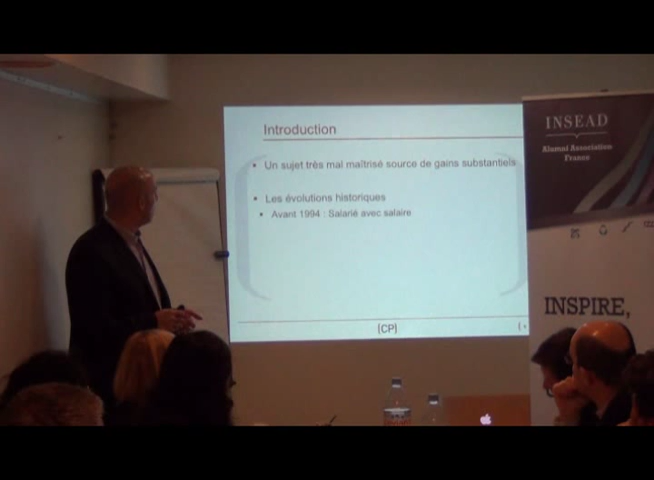 Introduction
• Un sujet très mal maîtrisé source de gains substantiels
• Les évolutions historiques
• Avant 1994 : Salarié avec salaire
[CP]
INSEAD
Alumni Association
France
INSPIRE,